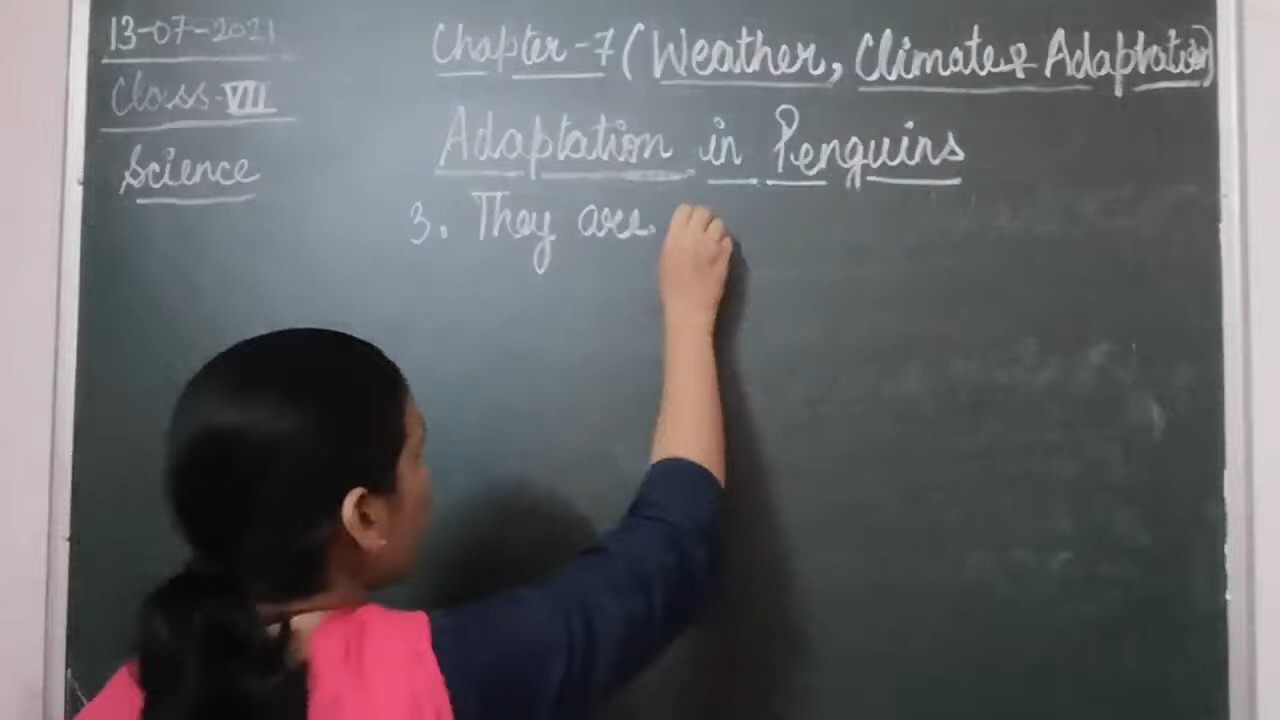 13-07-2021
Class-VII
Science
Chapter-7 (Weather, Climate & Adaptation)
Adaptation in Penguins
3. They are